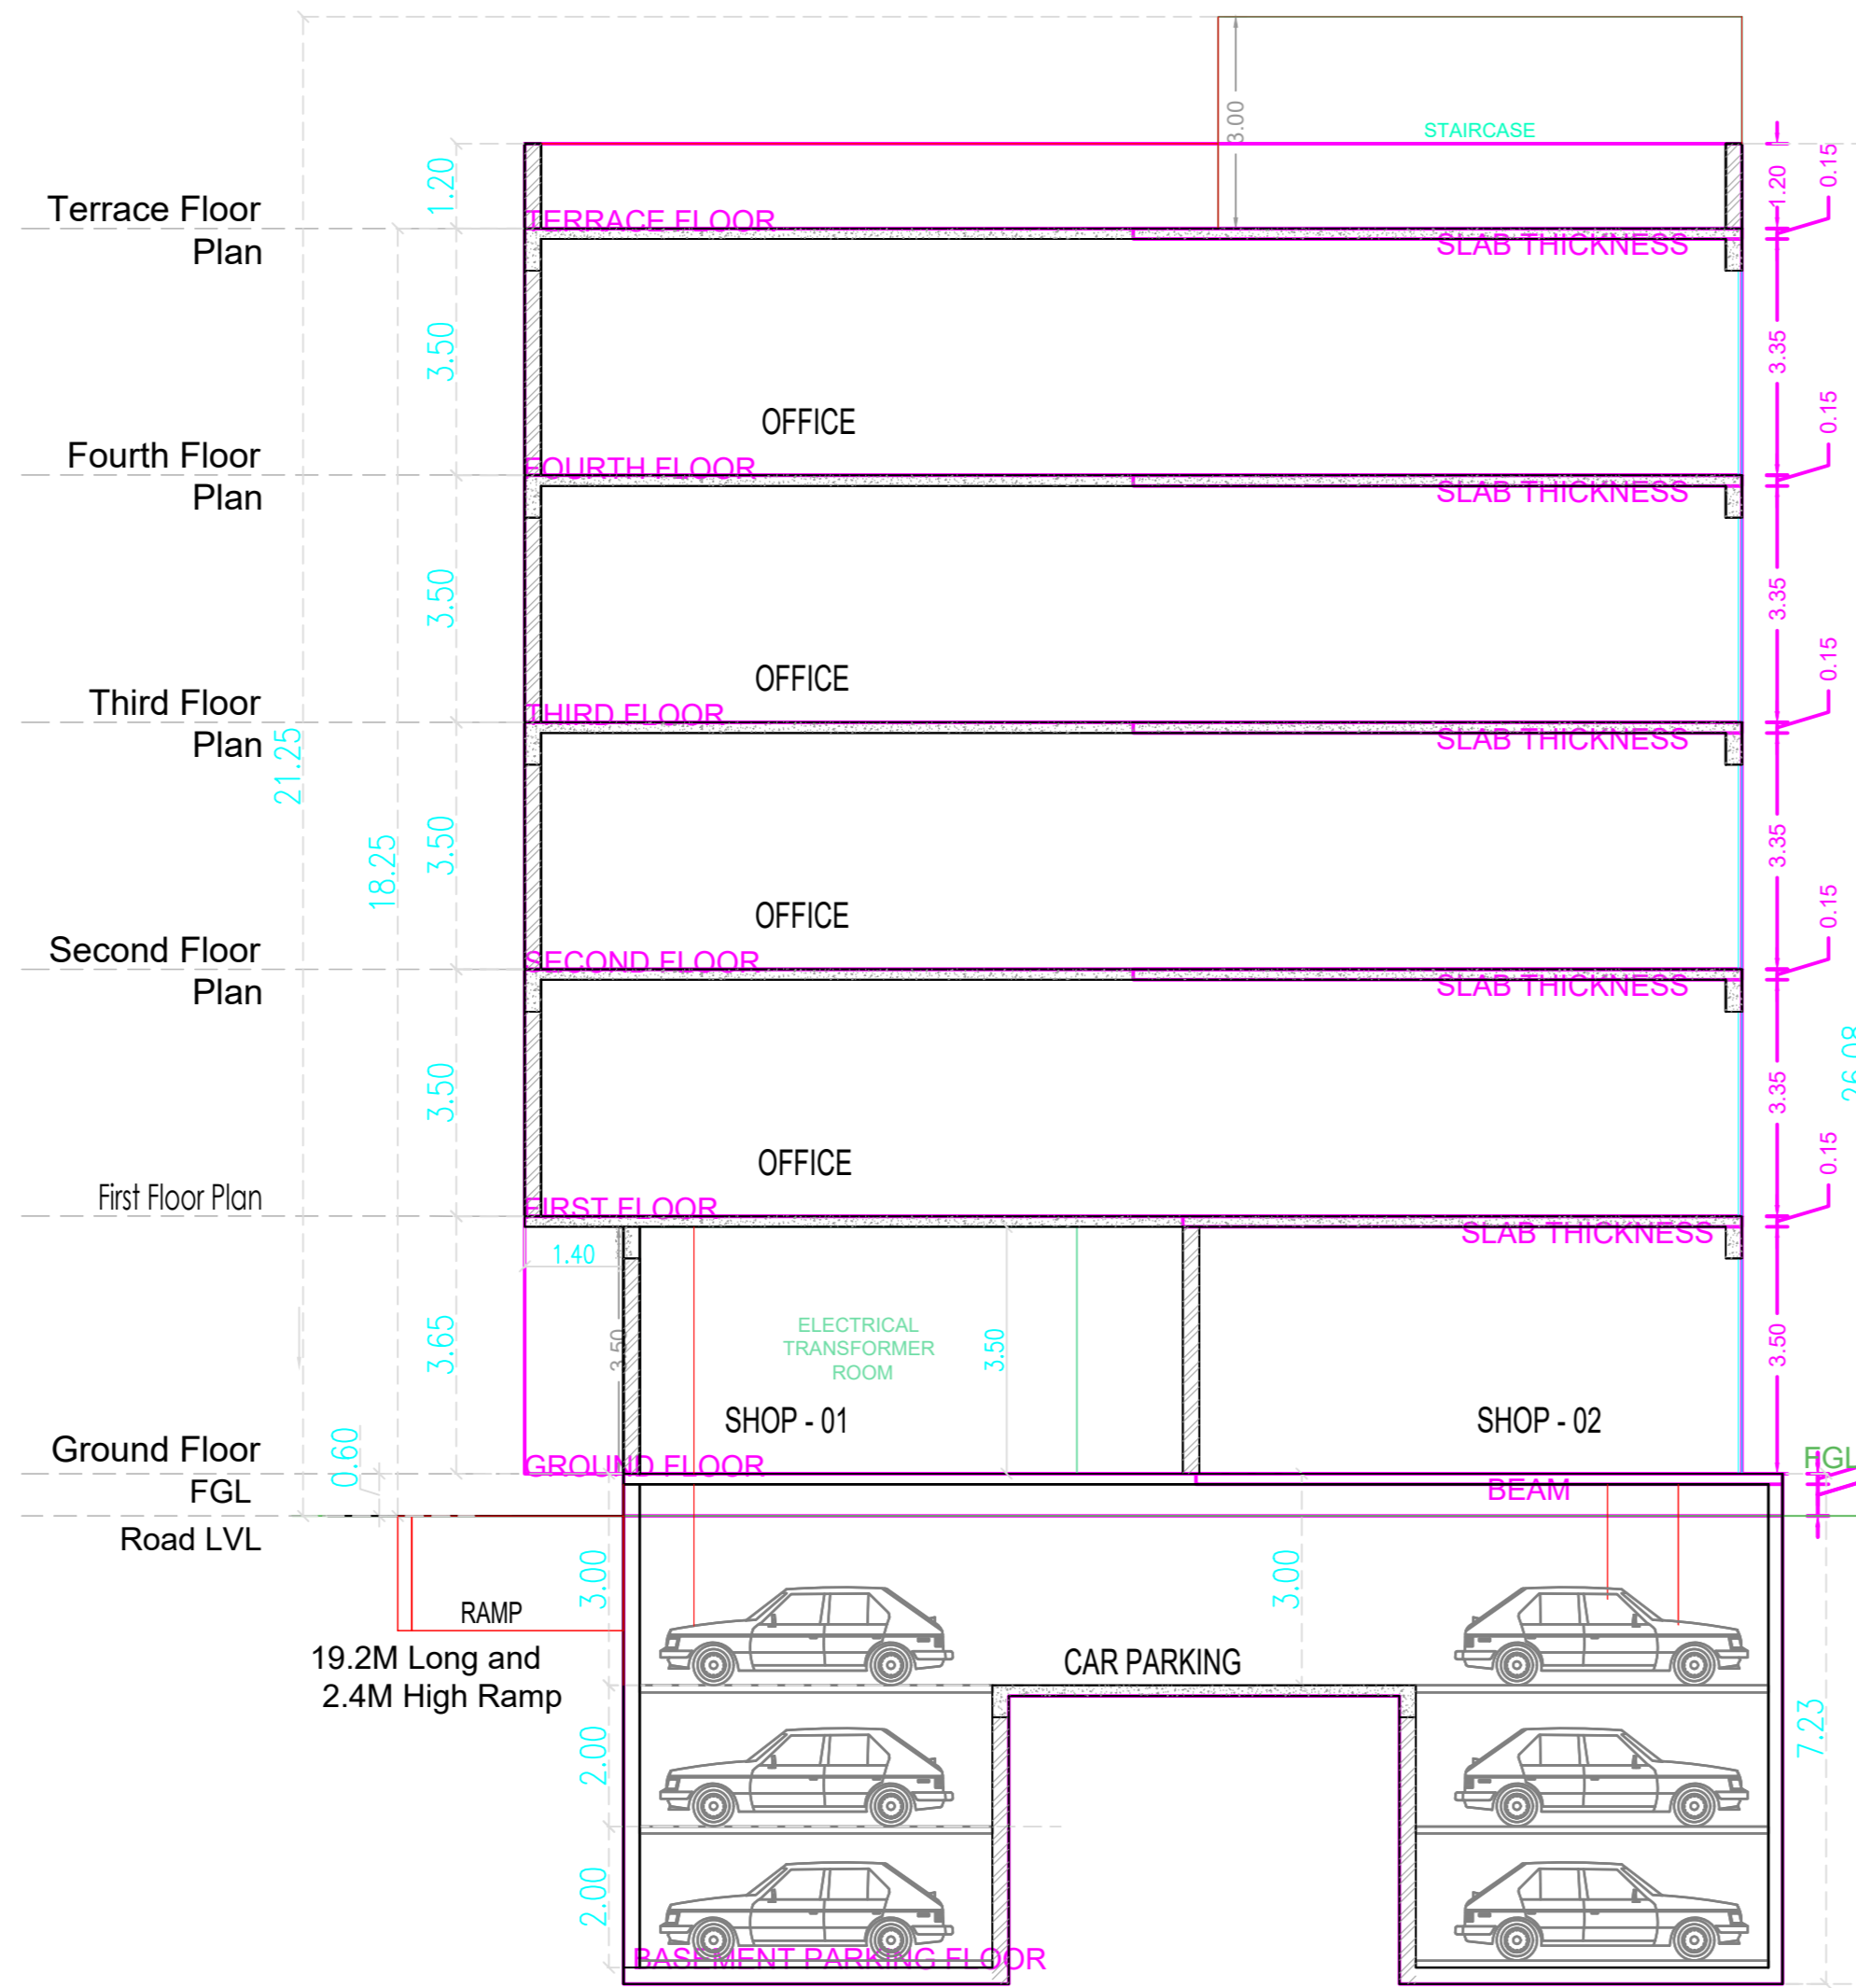 3.00
STAIRCASE
1.20
1.20
0.15
Terrace Floor
Plan
TERRACE FLOOR
SLAB THICKNESS
3.50
3.35
OFFICE
0.15
Fourth Floor
Plan
FOURTH FLOOR
SLAB THICKNESS
3.50
3.35
OFFICE
0.15
Third Floor
Plan
THIRD FLOOR
SLAB THICKNESS
21.25
18.25
3.50
3.35
OFFICE
0.15
Second Floor
Plan
SECOND FLOOR
SLAB THICKNESS
26.08
3.50
3.35
OFFICE
0.15
First Floor Plan
FIRST FLOOR
SLAB THICKNESS
1.40
3.65
3.50
ELECTRICAL
TRANSFORMER
ROOM
3.50
3.50
SHOP - 01
SHOP - 02
Ground Floor
0.60
GROUND FLOOR
FGL
FGL
BEAM
Road LVL
3.00
3.00
RAMP
19.2M Long and
2.4M High Ramp
CAR PARKING
2.00
7.23
2.00
BASEMENT PARKING FLOOR